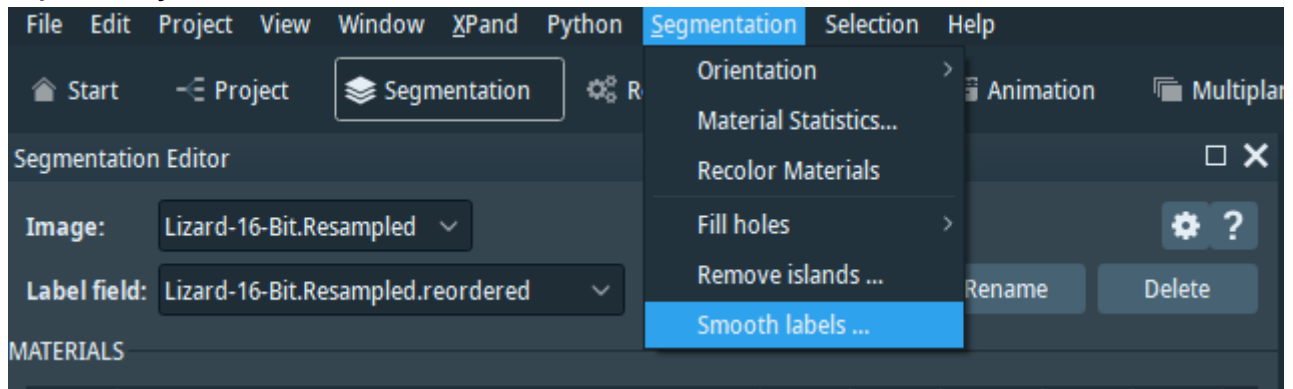 File Edit Project View Window XPand Python Segmentation Selection Help
Start Project Segmentation R Animation Multiplan
Orientation
Material Statistics...
Recolor Materials
Fill holes
Remove islands ...
Smooth labels ...
Segmentation Editor
Image: Lizard-16-Bit.Resampled
?
Label field: Lizard-16-Bit.Resampled.reordered
Rename Delete
MATERIALS